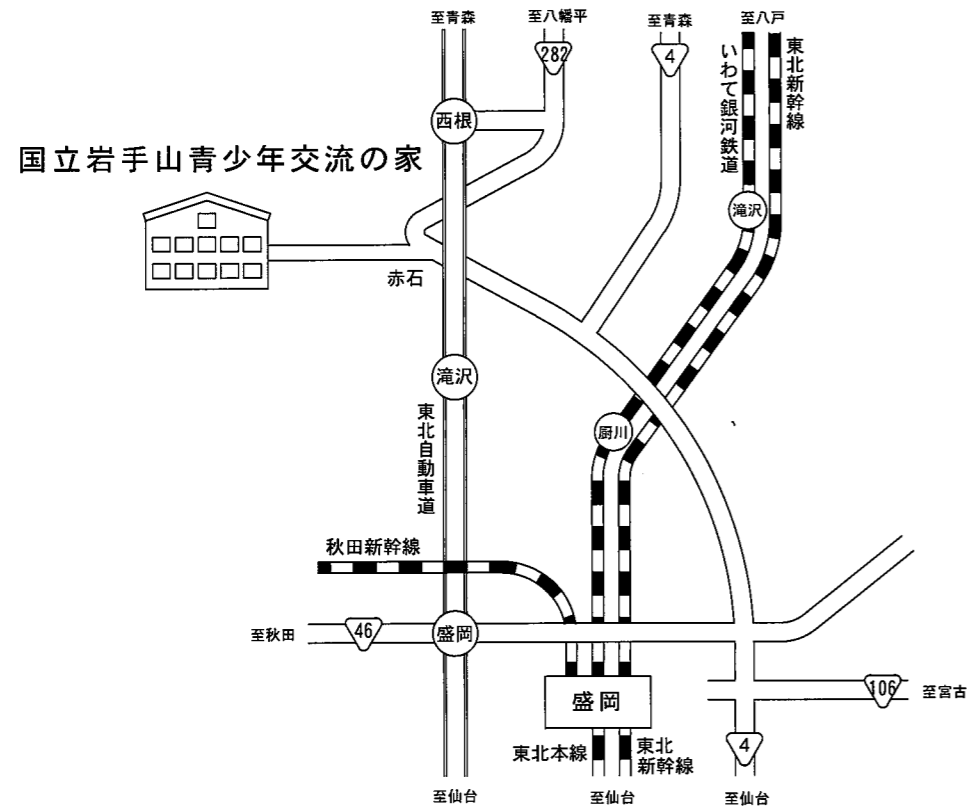 至青森
至八幡平
至青森
至八戸
282
4
いわて銀河鉄道
東北新幹線
西根
国立岩手山青少年交流の家
滝沢
赤石
滝沢
東北自動車道
厨川
秋田新幹線
至秋田
46
盛岡
盛岡
106
至宮古
東北本線
東北
新幹線
4
至仙台
至仙台
至仙台